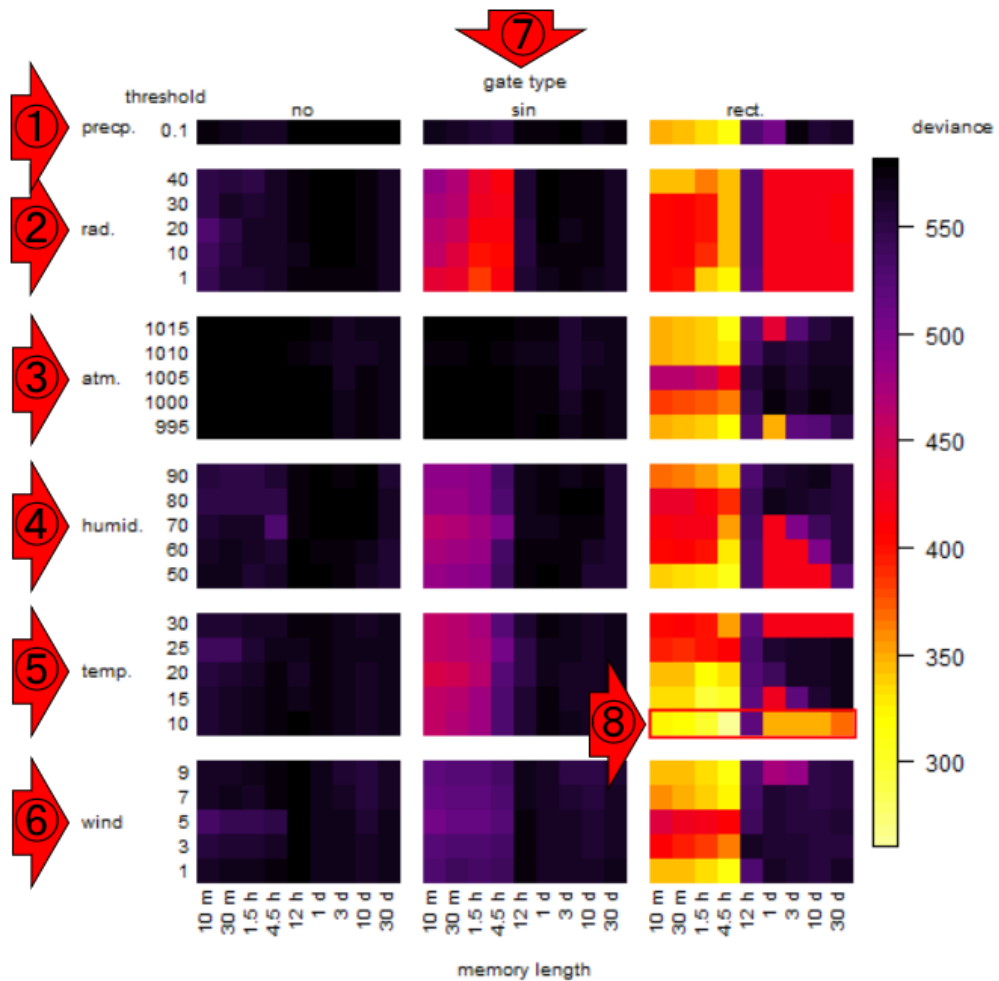 ⑦
gate type
threshold
no sin rect.
deviance
① precp. 0.1
② rad.
40
30
20
10
1
③ atm.
1015
1010
1005
1000
995
④ humid.
90
80
70
60
50
⑤ temp.
30
25
20
15
10
⑧
⑥ wind
9
7
5
3
1
550
500
450
400
350
300
10 m 30 m 1.5 h 4.5 h 12 h 1 d 3 d 10 d 30 d
10 m 30 m 1.5 h 4.5 h 12 h 1 d 3 d 10 d 30 d
10 m 30 m 1.5 h 4.5 h 12 h 1 d 3 d 10 d 30 d
memory length